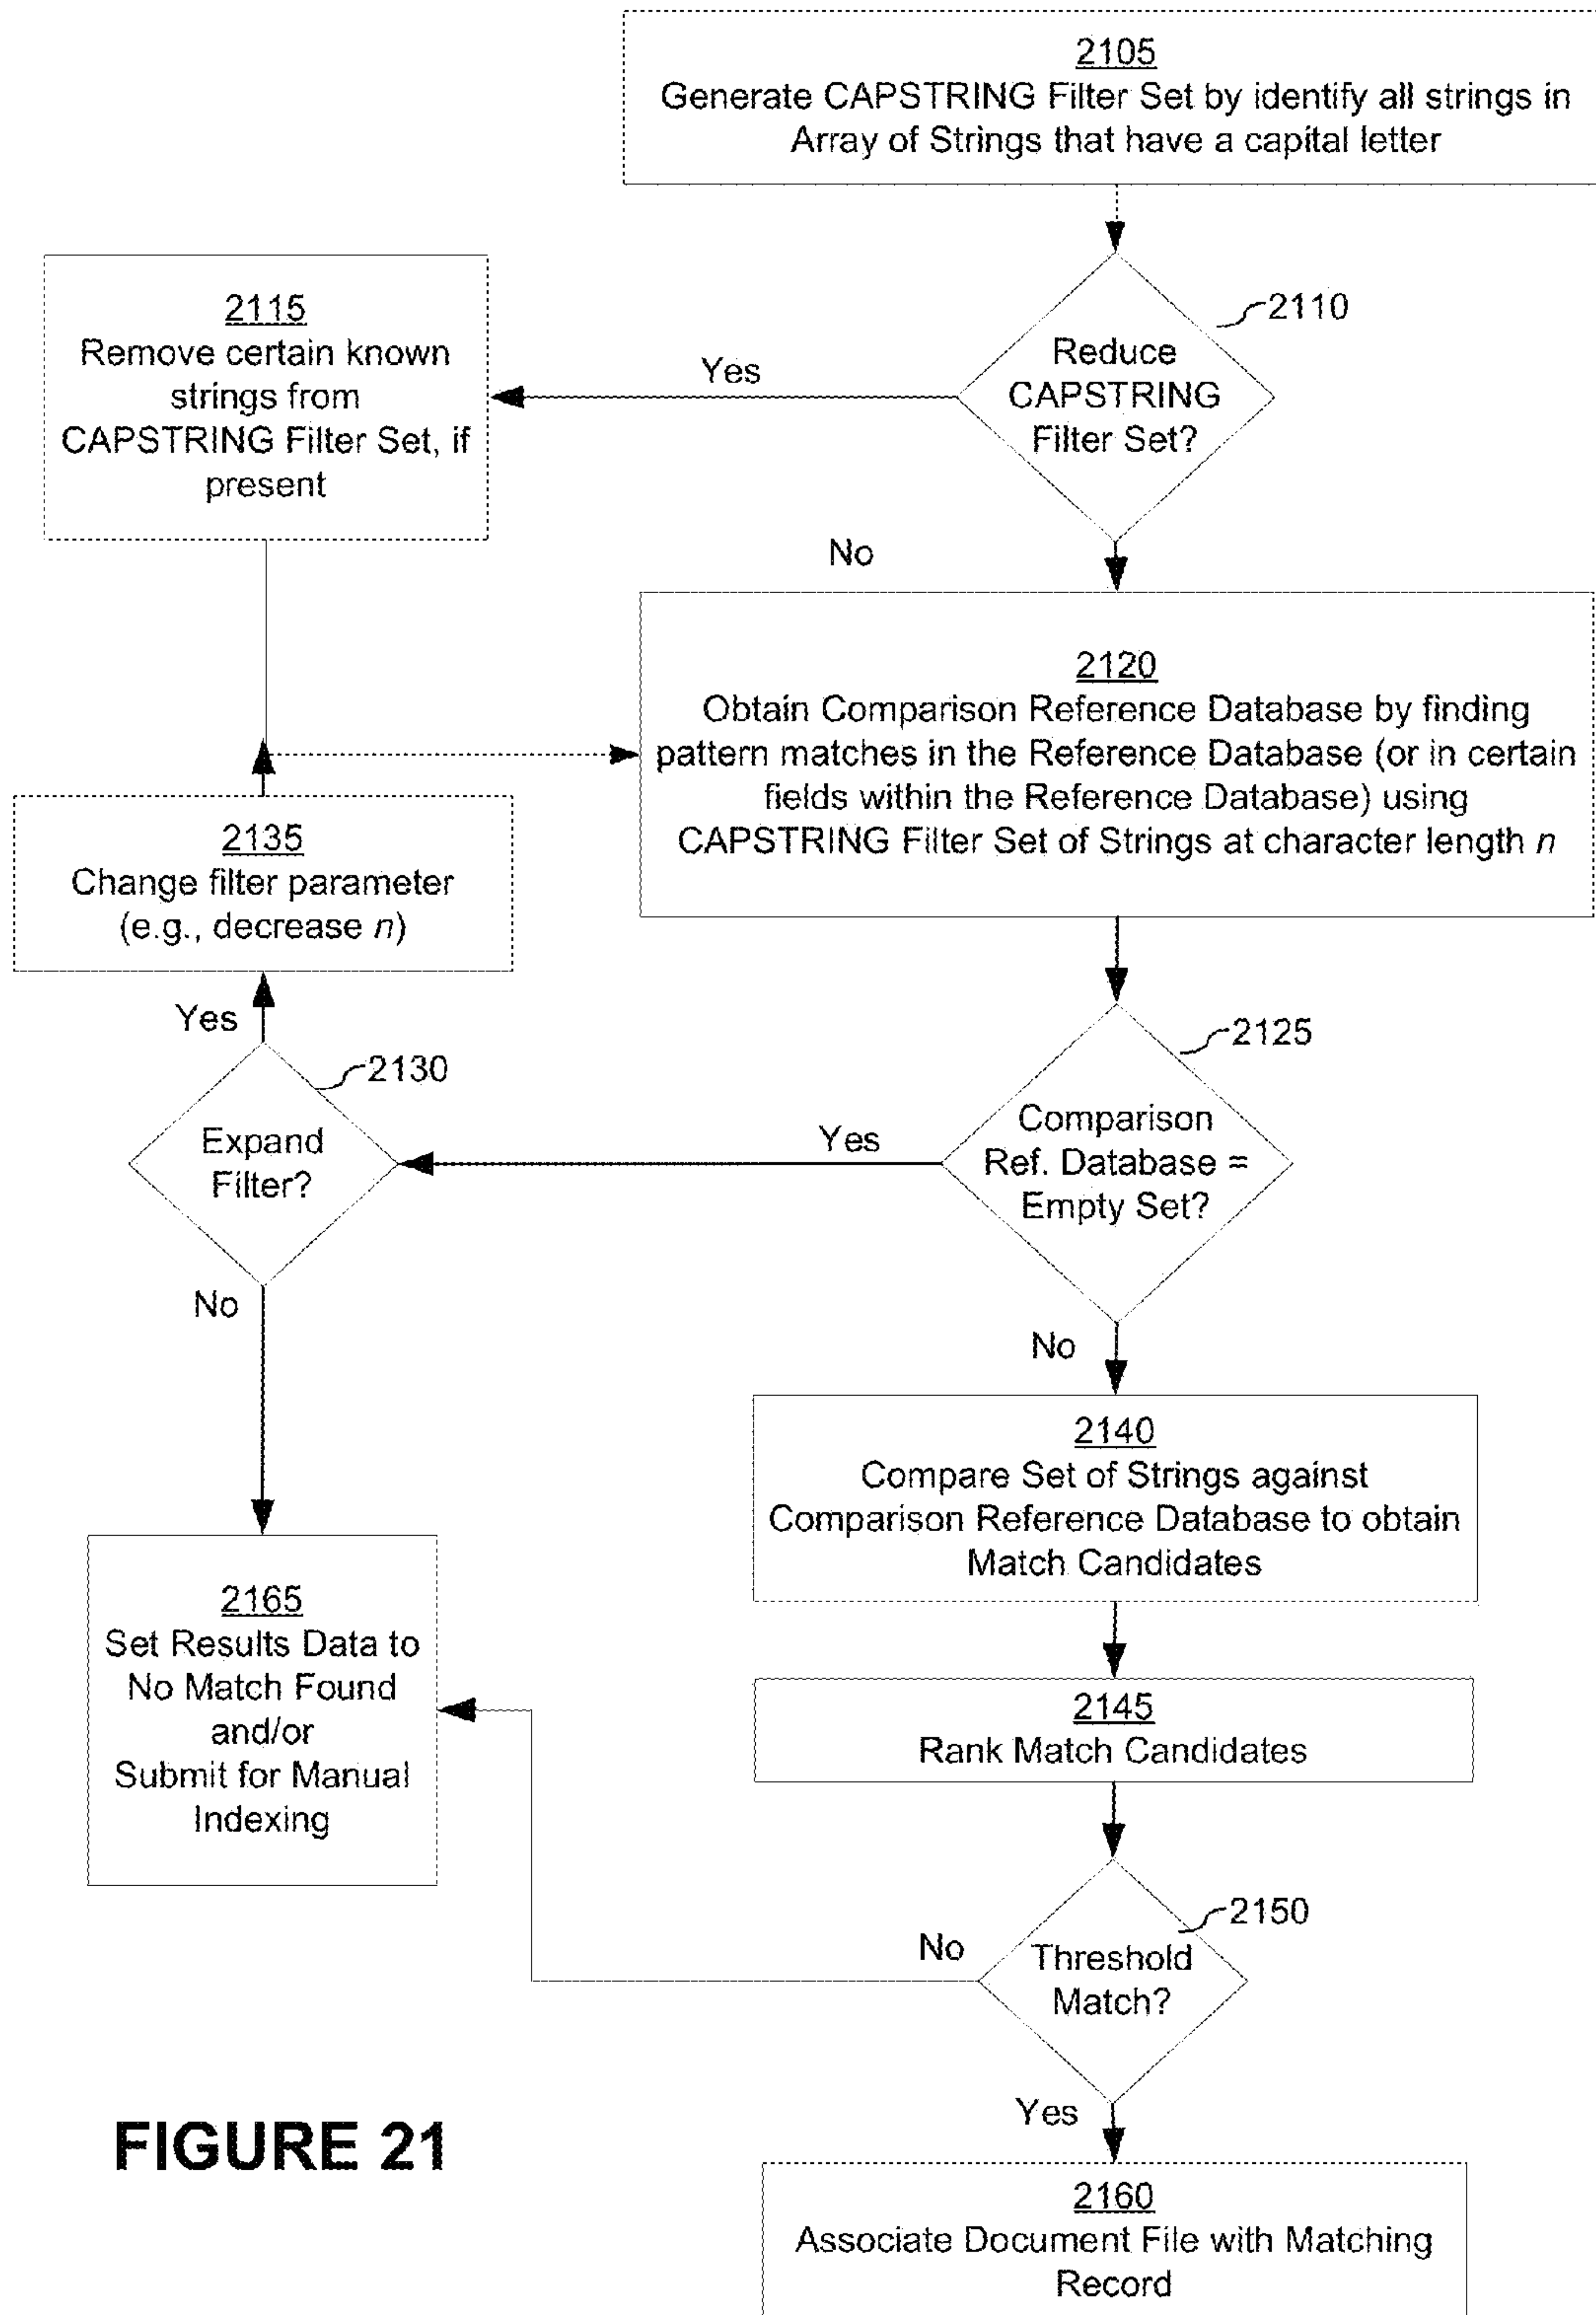 2105
Generate CAPSTRING Filter Set by identify all strings in
Array of Strings that have a capital letter
2110
Reduce
CAPSTRING
Filter Set?
Yes
No
2115
Remove certain known
strings from
CAPSTRING Filter Set, if
present
2120
Obtain Comparison Reference Database by finding
pattern matches in the Reference Database (or in certain
fields within the Reference Database) using
CAPSTRING Filter Set of Strings at character length n
2135
Change filter parameter
(e.g., decrease n)
Yes
2130
Expand
Filter?
No
2125
Comparison
Ref. Database =
Empty Set?
Yes
No
2140
Compare Set of Strings against
Comparison Reference Database to obtain
Match Candidates
2165
Set Results Data to
No Match Found
and/or
Submit for Manual
Indexing
2145
Rank Match Candidates
2150
Threshold
Match?
No
Yes
2160
Associate Document File with Matching
Record
FIGURE 21